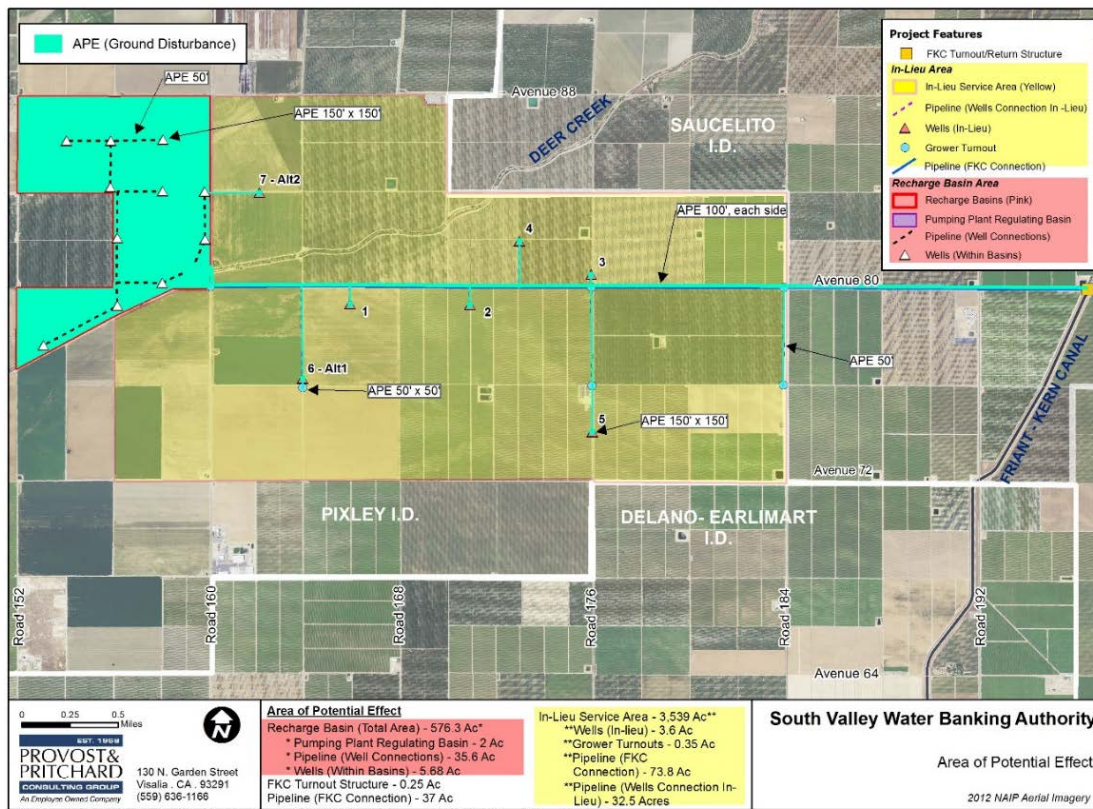 APE (Ground Disturbance)
APE 50'
APE 150' x 150'
Avenue 88
DEER CREEK
SAUCELITO
I.D.
Project Features
FKC Turnout/Return Structure
In-Lieu Area
In-Lieu Service Area (Yellow)
Pipeline (Wells Connection In -Lieu)
Wells (In-Lieu)
Grower Turnout
Pipeline (FKC Connection)
Recharge Basin Area
Recharge Basins (Pink)
Pumping Plant Regulating Basin
Pipeline (Well Connections)
Wells (Within Basins)
7 - Alt2
APE 100', each side
4
3
Avenue 80
1
2
6 - Alt1
APE 50' x 50'
APE 50'
5
APE 150' x 150'
FRIANT - KERN CANAL
Avenue 72
PIXLEY I.D.
DELANO- EARLIMART
I.D.
Road 152
Road 160
Road 168
Road 176
Road 184
Road 192
Avenue 64
0 0.25 0.5
Miles
N
EST. 1968
PROVOST&
PRITCHARD
CONSULTING GROUP
An Employee Owned Company
130 N. Garden Street
Visalia . CA . 93291
(559) 636-1166
Area of Potential Effect
Recharge Basin (Total Area) - 576.3 Ac*
* Pumping Plant Regulating Basin - 2 Ac
* Pipeline (Well Connections) - 35.6 Ac
* Wells (Within Basins) - 5.68 Ac
FKC Turnout Structure - 0.25 Ac
Pipeline (FKC Connection) - 37 Ac
In-Lieu Service Area - 3,539 Ac**
**Wells (In-lieu) - 3.6 Ac
**Grower Turnouts - 0.35 Ac
**Pipeline (FKC
Connection) - 73.8 Ac
**Pipeline (Wells Connection In-
Lieu) - 32.5 Acres
South Valley Water Banking Authority
Area of Potential Effect
2012 NAIP Aerial Imagery